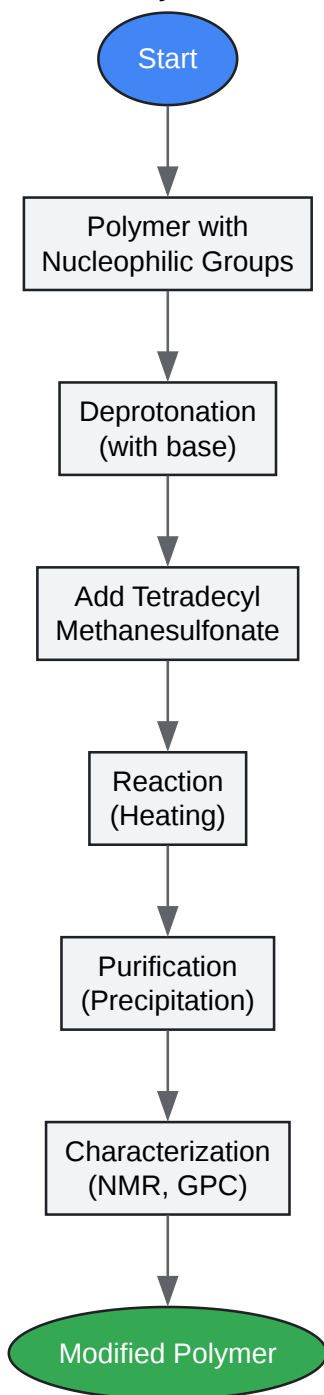 Start
Polymer with
Nucleophilic Groups
Deprotonation
(with base)
Add Tetradecyl
Methanesulfonate
Reaction
(Heating)
Purification
(Precipitation)
Characterization
(NMR, GPC)
Modified Polymer